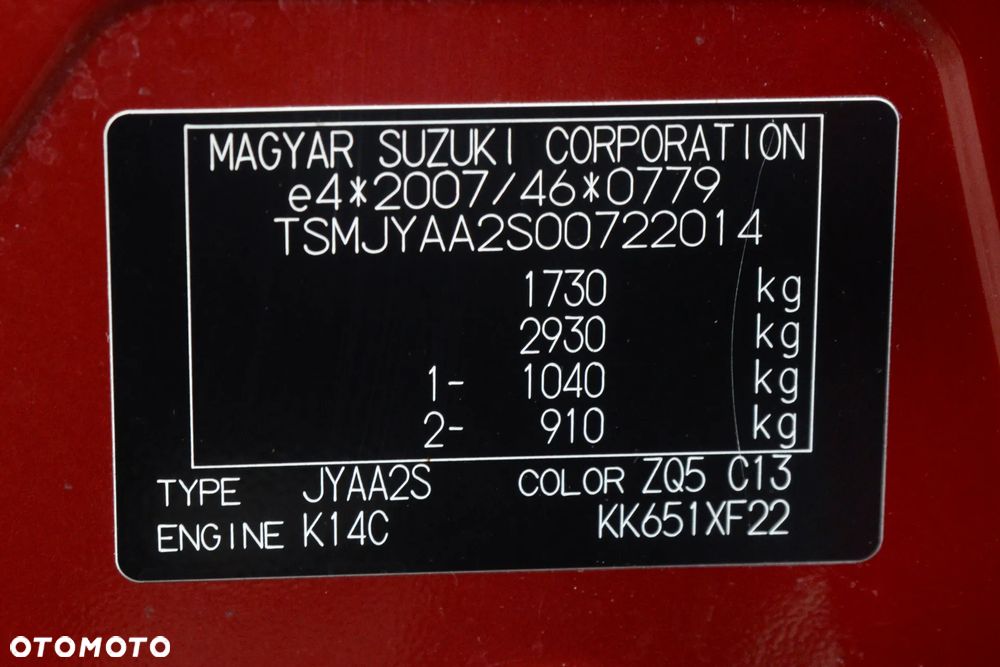 MAGYAR SUZUKI CORPORATION
e4*2007/46*0779
TSMJYAA2S00722014
1730 kg
2930 kg
1- 1040 kg
2- 910 kg
TYPE JYAA2S COLOR ZQ5 C13
ENGINE K14C KK651XF22
OTOMOTO